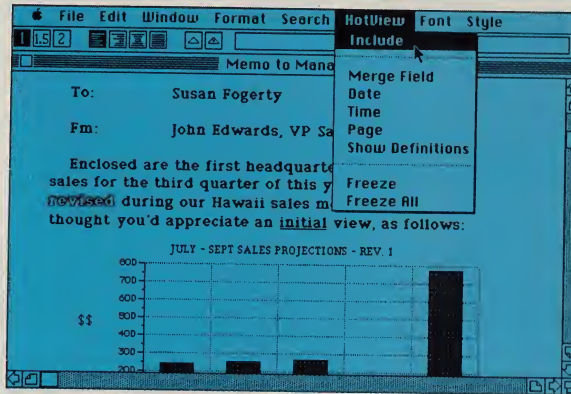 File Edit Window Format Search HotView Font Style
1 1.5 2
Include
Memo to Mana
Merge Field
Date
Time
Page
Show Definitions
Freeze
Freeze All
To: Susan Fogerty
Fm: John Edwards, VP Sa
Enclosed are the first headquarte
sales for the third quarter of this y
revised during our Hawaii sales m
thought you'd appreciate an initial view, as follows:
JULY - SEPT SALES PROJECTIONS - REV. 1
800
700
600
$$ 500
400
300
200